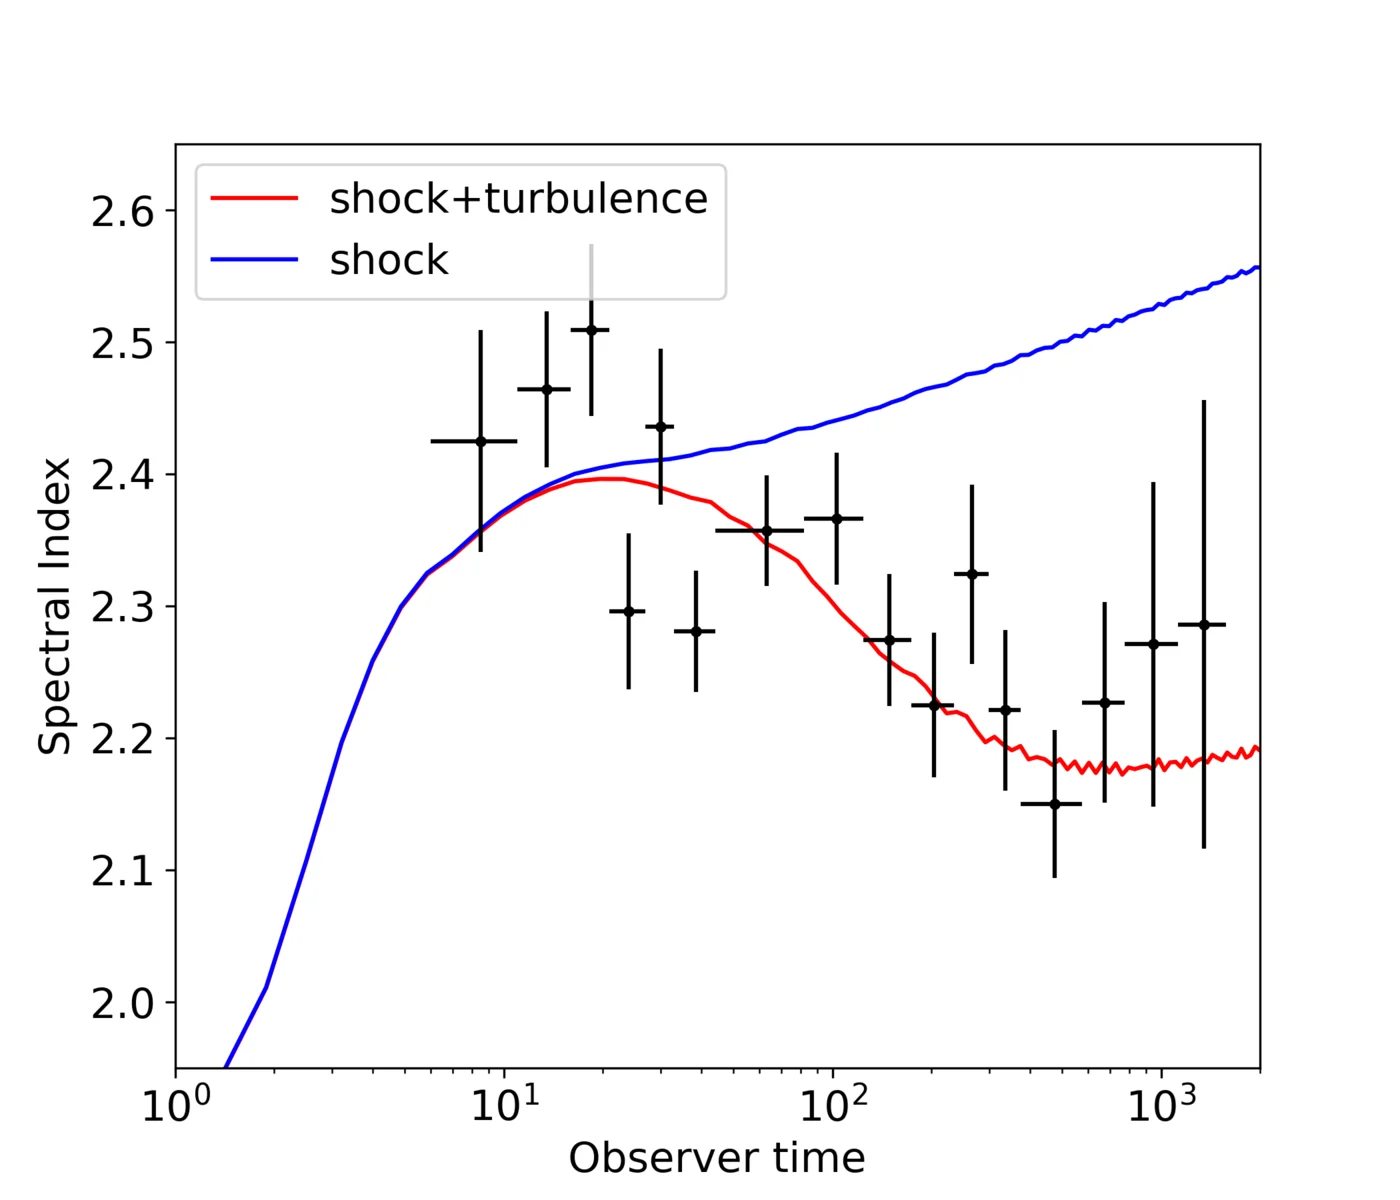 shock+turbulence
shock
2.6
2.5
2.4
2.3
2.2
2.1
2.0
Spectral Index
10⁰ 10¹ 10² 10³
Observer time